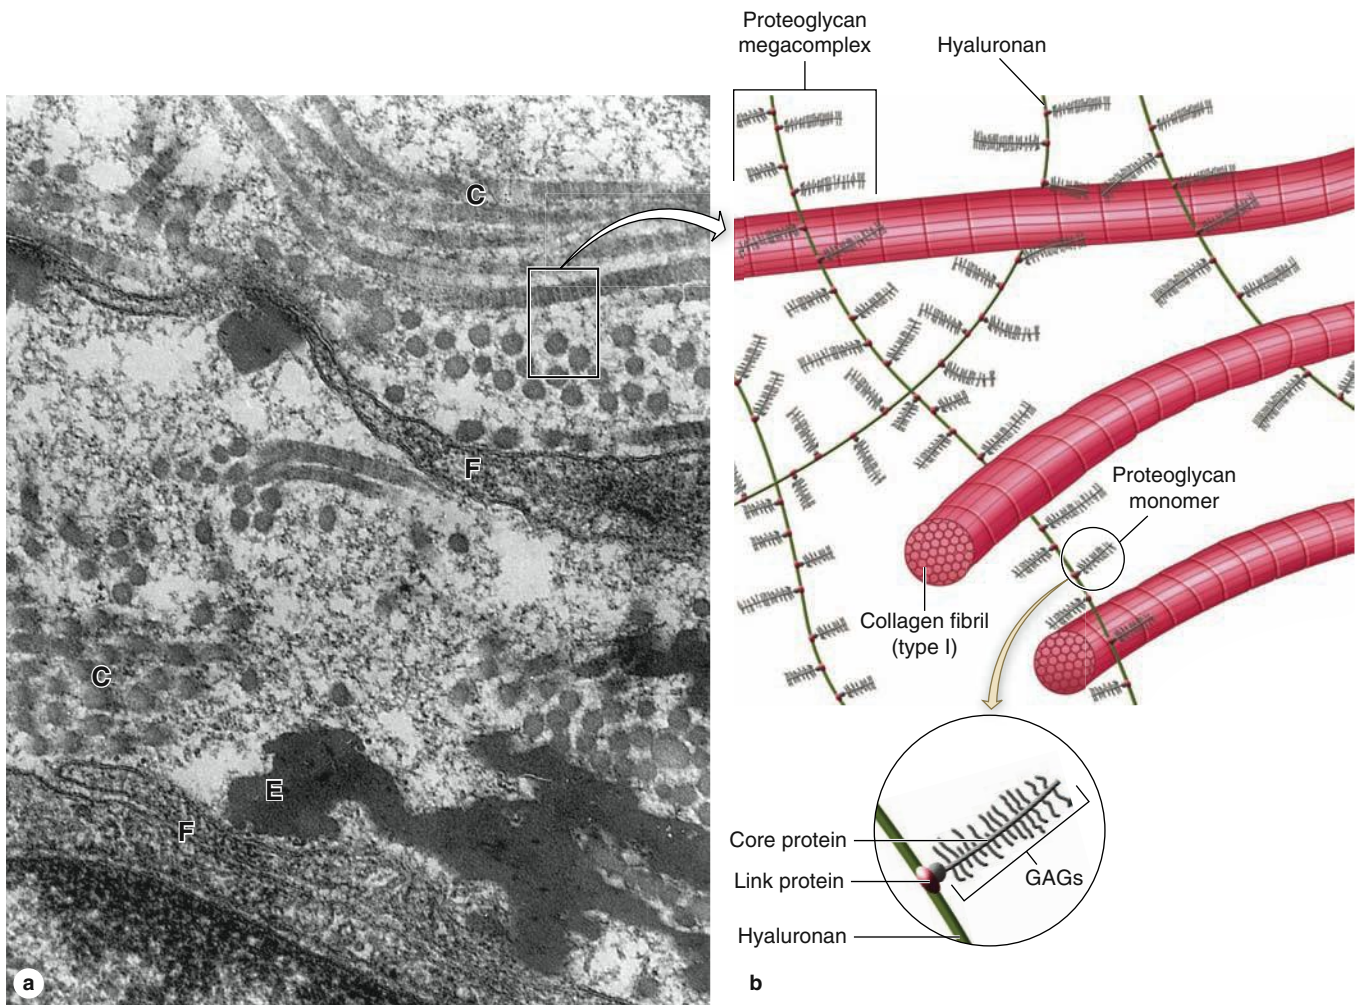 Proteoglycan
megacomplex
Hyaluronan
C
F
Proteoglycan
monomer
Collagen fibril
(type I)
C
E
F
Core protein
Link protein
GAGs
Hyaluronan
a
b